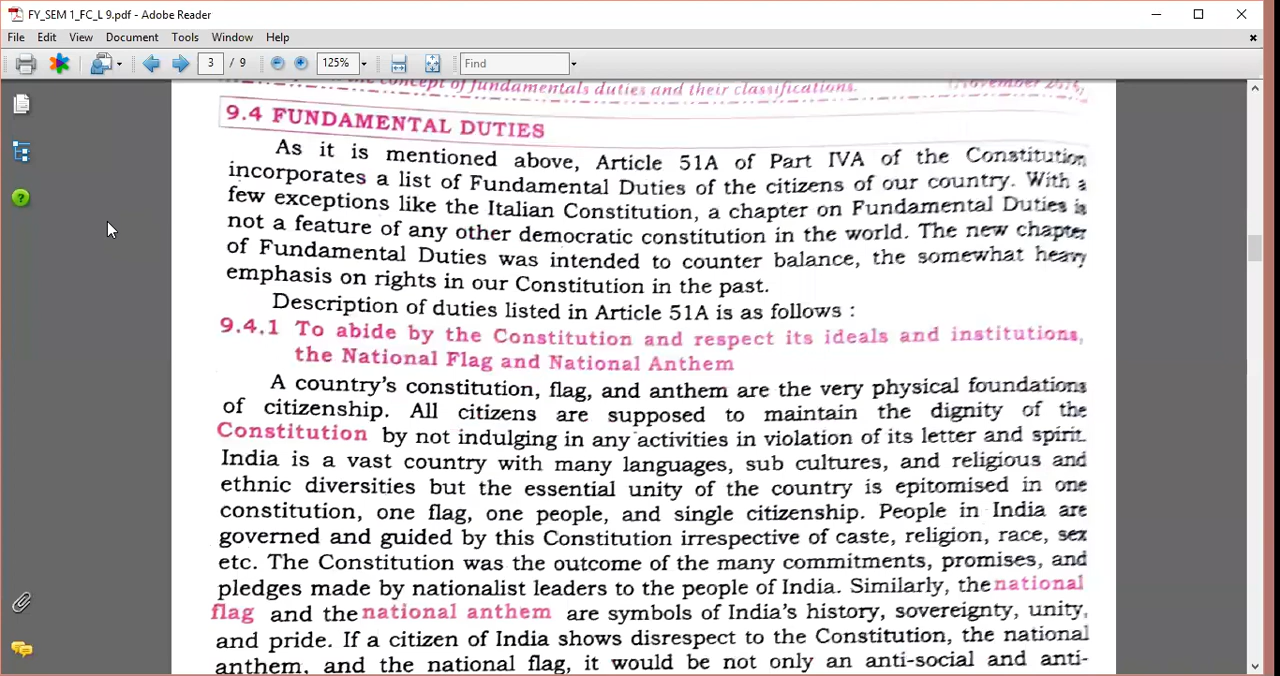 FY_SEM 1_FC_L 9.pdf - Adobe Reader
File Edit View Document Tools Window Help
3 / 9 125% Find
the concept of fundamentals duties and their classifications.
9.4 FUNDAMENTAL DUTIES
As it is mentioned above, Article 51A of Part IVA of the Constitution
incorporates a list of Fundamental Duties of the citizens of our country. With a
few exceptions like the Italian Constitution, a chapter on Fundamental Duties is
not a feature of any other democratic constitution in the world. The new chapter
of Fundamental Duties was intended to counter balance, the somewhat heavy
emphasis on rights in our Constitution in the past.
Description of duties listed in Article 51A is as follows :
9.4.1 To abide by the Constitution and respect its ideals and institutions,
the National Flag and National Anthem
A country's constitution, flag, and anthem are the very physical foundations
of citizenship. All citizens are supposed to maintain the dignity of the
Constitution by not indulging in any activities in violation of its letter and spirit.
India is a vast country with many languages, sub cultures, and religious and
ethnic diversities but the essential unity of the country is epitomised in one
constitution, one flag, one people, and single citizenship. People in India are
governed and guided by this Constitution irrespective of caste, religion, race, sex
etc. The Constitution was the outcome of the many commitments, promises, and
pledges made by nationalist leaders to the people of India. Similarly, the national
flag and the national anthem are symbols of India's history, sovereignty, unity,
and pride. If a citizen of India shows disrespect to the Constitution, the national
anthem, and the national flag, it would be not only an anti-social and anti-